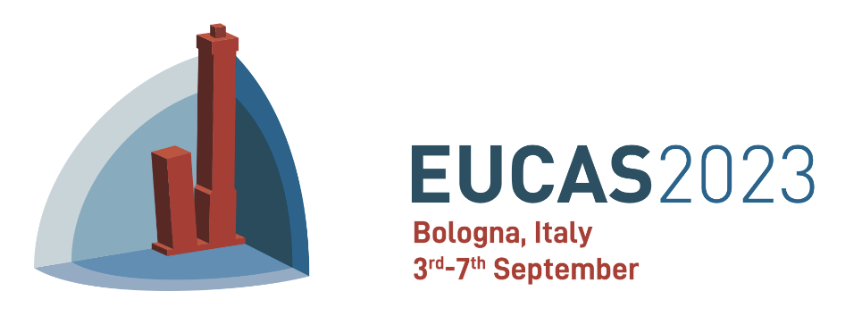 EUCAS2023
Bologna, Italy
3rd-7th September